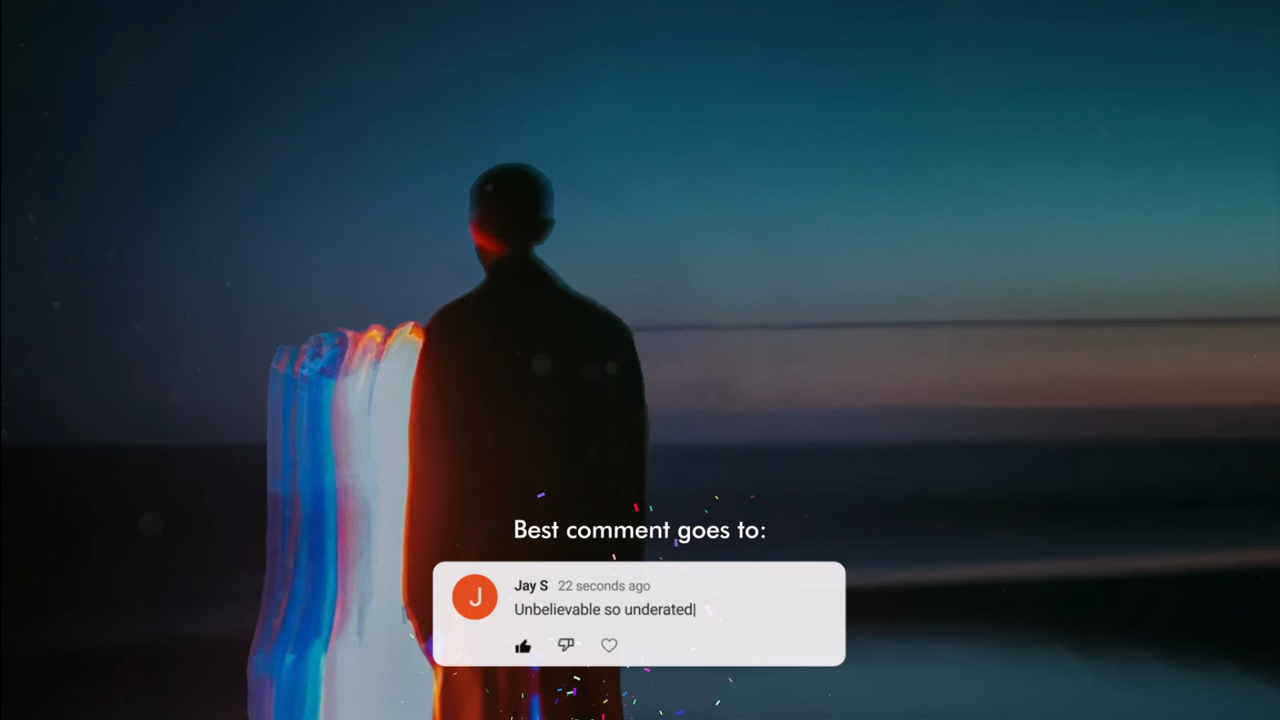 Best comment goes to:
J
Jay S 22 seconds ago
Unbelievable so underated|